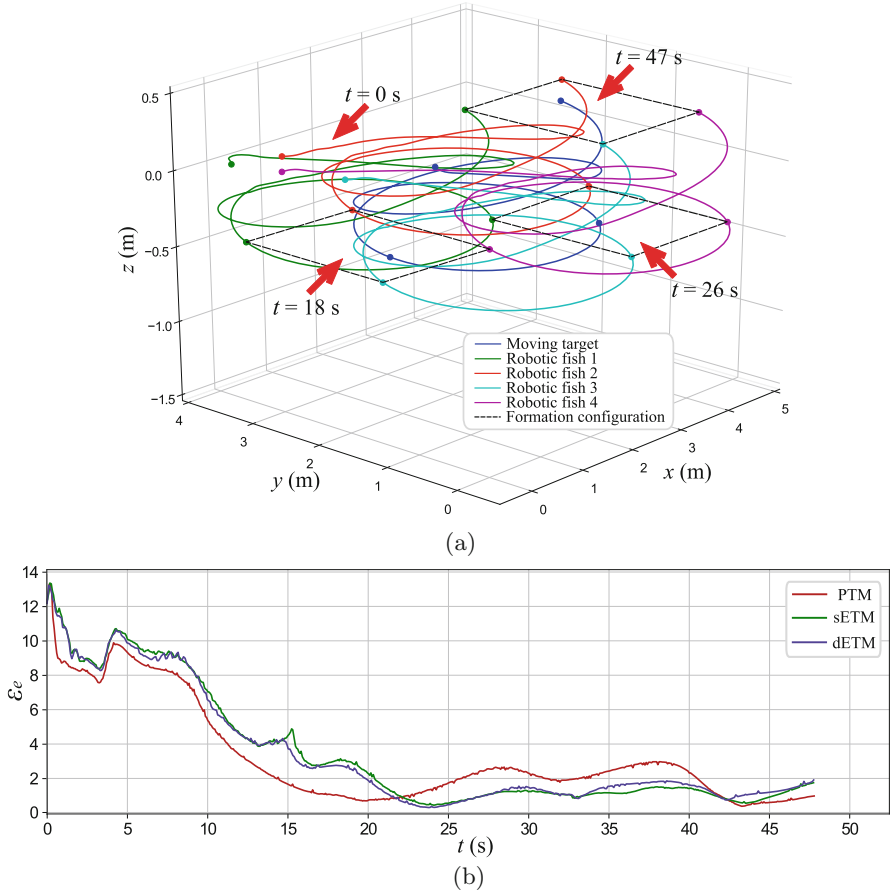 t = 47 s
t = 0 s
0.5
0.0
−0.5
−1.0
−1.5
z (m)
t = 18 s
t = 26 s
Moving target
Robotic fish 1
Robotic fish 2
Robotic fish 3
Robotic fish 4
Formation configuration
4
3
2
1
0
y (m)
0
1
2
3
4
5
x (m)
(a)
14
12
10
8
6
4
2
0
εe
PTM
sETM
dETM
0 5 10 15 20 25 30 35 40 45 50
t (s)
(b)